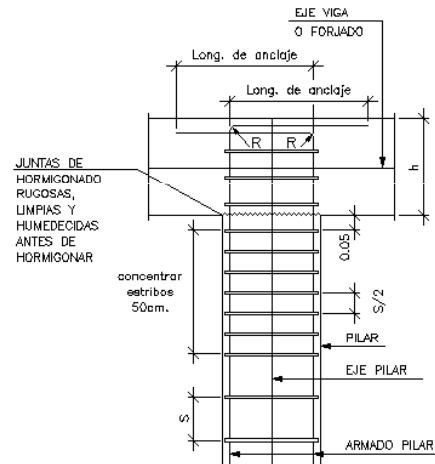 EJE VIGA
O FORJADO
Long. de anclaje
Long. de anclaje
R
R
h
JUNTAS DE
HORMIGONADO
RUGOSAS,
LIMPIAS Y
HUMEDECIDAS
ANTES DE
HORMIGONAR
0.05
concentrar
estribos
50cm.
S/2
PILAR
EJE PILAR
S
ARMADO PILAR